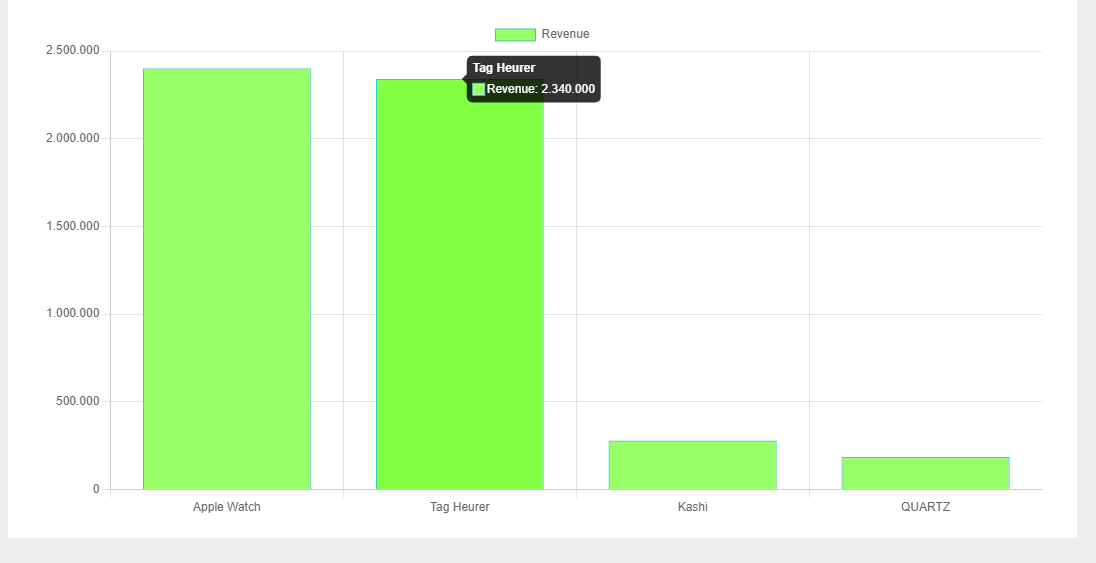 Revenue
2.500.000
Tag Heurer
Revenue: 2.340.000
2.000.000
1.500.000
1.000.000
500.000
0
Apple Watch
Tag Heurer
Kashi
QUARTZ